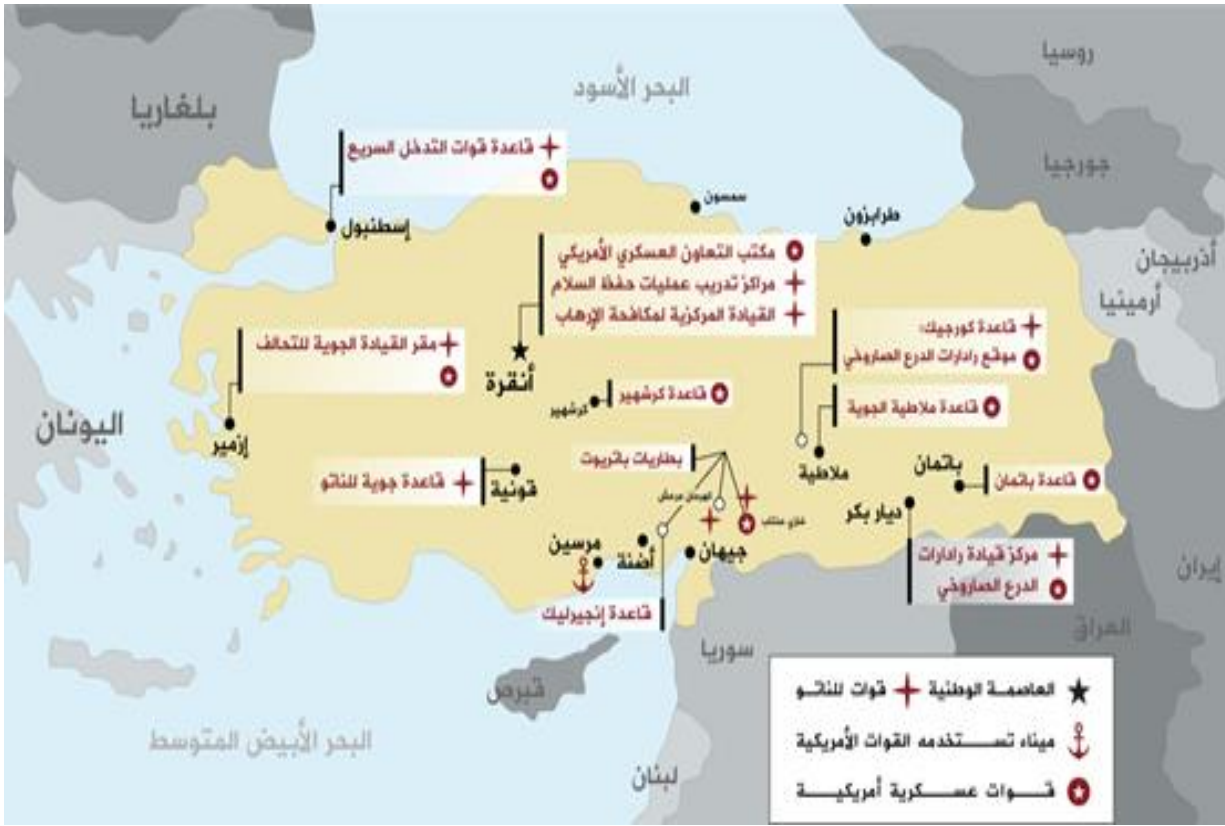 روسيا
البحر الأسود
بلغاريا
قاعدة قوات التدخل السريع
جورجيا
سمسون
طرابزون
إسطنبول
أذربيجان
أرمينيا
مكتب التعاون العسكري الأمريكي
مراكز تدريب عمليات حفظ السلام
القيادة المركزية لمكافحة الإرهاب
قاعدة كورجيك:
موقع رادارات الدرع الصاروخي
مقر القيادة الجوية للتحالف
أنقرة
قاعدة كرشهير
كرشهير
قاعدة ملاطية الجوية
اليونان
إزمير
ملاطية
بطاريات باتريوت
باتمان
قاعدة باتمان
قاعدة جوية للناتو
قونية
كهرمان مرعش
ديار بكر
غازي عنتاب
مرسين
أضنة
جيهان
مركز قيادة رادارات
الدرع الصاروخي
إيران
قاعدة إنجيرليك
العراق
سوريا
قبرص
البحر الأبيض المتوسط
لبنان
العاصمة الوطنية
قوات للناتو
ميناء تستخدمه القوات الأمريكية
قوات عسكرية أمريكية